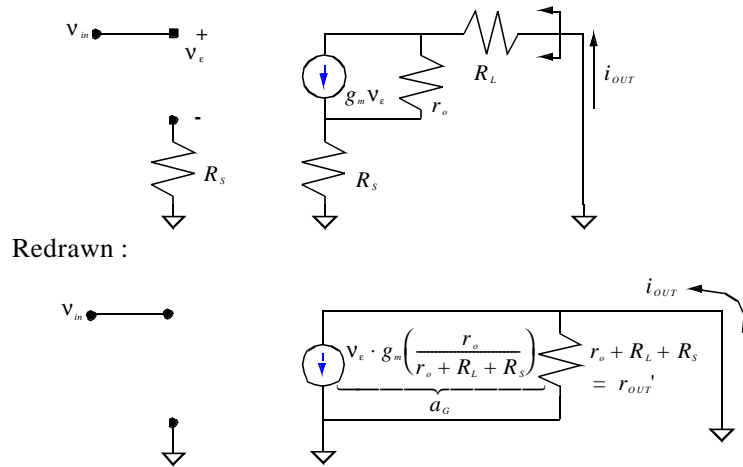 ν_in
+
ν_ε
-
R_S
g_m ν_ε
r_o
R_S
R_L
i_OUT
Redrawn :
ν_in
i_OUT
ν_ε · g_m ( r_o / r_o + R_L + R_S )
a_G
r_o + R_L + R_S
= r_OUT'